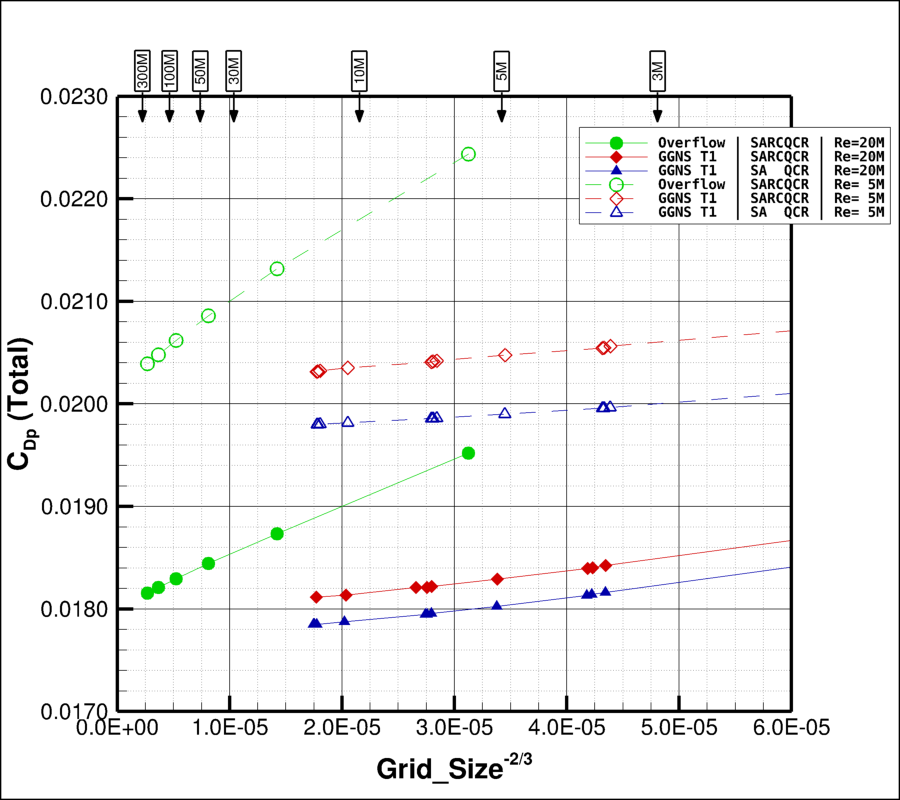 300M 100M 50M 30M 10M 5M 3M
0.0230
Overflow | SARCQCR | Re=20M
GGNS T1 | SARCQCR | Re=20M
GGNS T1 | SA QCR | Re=20M
Overflow | SARCQCR | Re= 5M
GGNS T1 | SARCQCR | Re= 5M
GGNS T1 | SA QCR | Re= 5M
0.0220
0.0210
0.0200
0.0190
0.0180
0.0170
C_Dp (Total)
0.0E+00 1.0E-05 2.0E-05 3.0E-05 4.0E-05 5.0E-05 6.0E-05
Grid_Size^-2/3